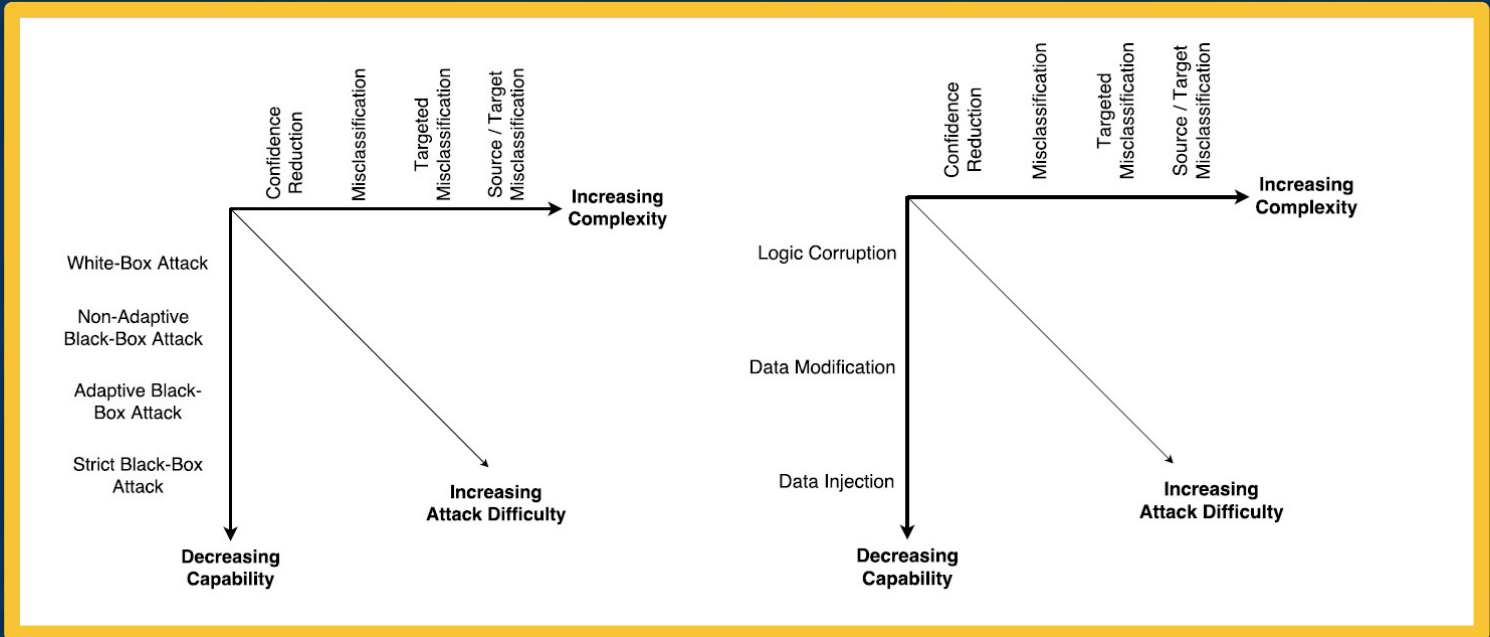 Confidence
Reduction
Misclassification
Targeted
Misclassification
Source / Target
Misclassification
Increasing
Complexity
White-Box Attack
Non-Adaptive
Black-Box Attack
Adaptive Black-
Box Attack
Strict Black-Box
Attack
Increasing
Attack Difficulty
Decreasing
Capability
Confidence
Reduction
Misclassification
Targeted
Misclassification
Source / Target
Misclassification
Increasing
Complexity
Logic Corruption
Data Modification
Data Injection
Increasing
Attack Difficulty
Decreasing
Capability